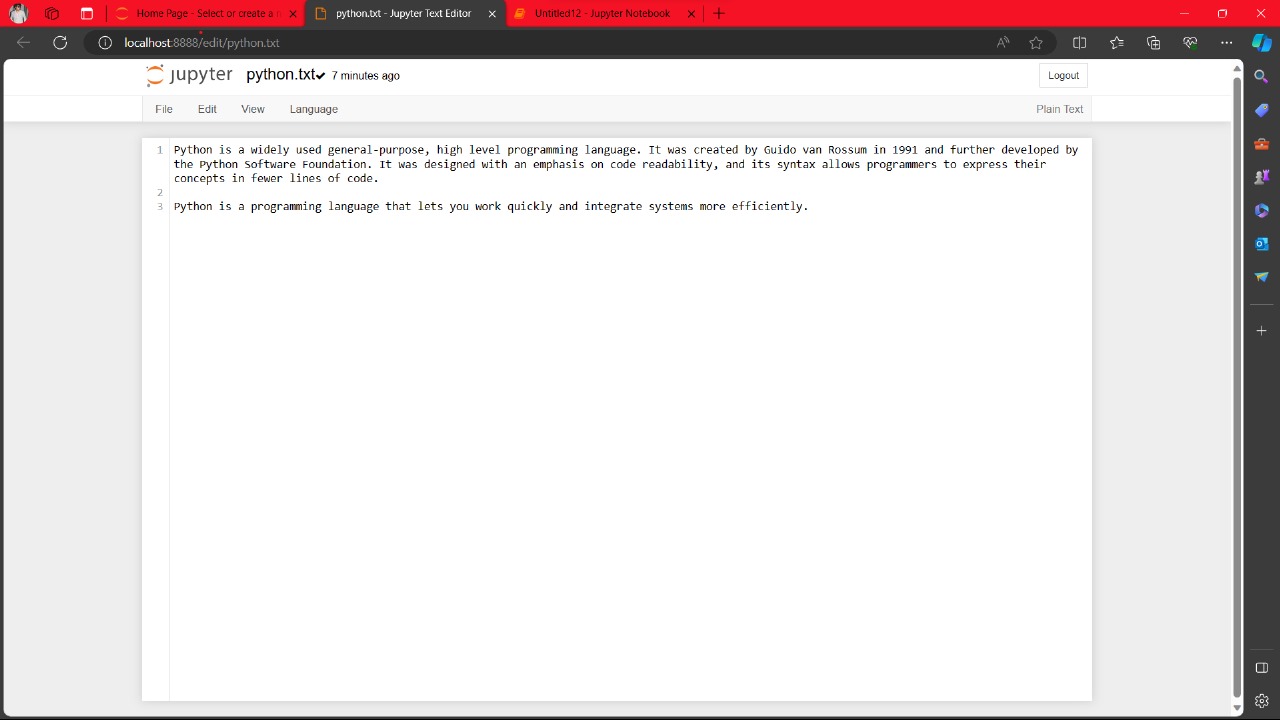 Home Page - Select or create a n
python.txt - Jupyter Text Editor
Untitled12 - Jupyter Notebook
localhost:8888/edit/python.txt
jupyter python.txt 7 minutes ago
Logout
File Edit View Language
Plain Text
1 Python is a widely used general-purpose, high level programming language. It was created by Guido van Rossum in 1991 and further developed by
the Python Software Foundation. It was designed with an emphasis on code readability, and its syntax allows programmers to express their
concepts in fewer lines of code.
2
3 Python is a programming language that lets you work quickly and integrate systems more efficiently.